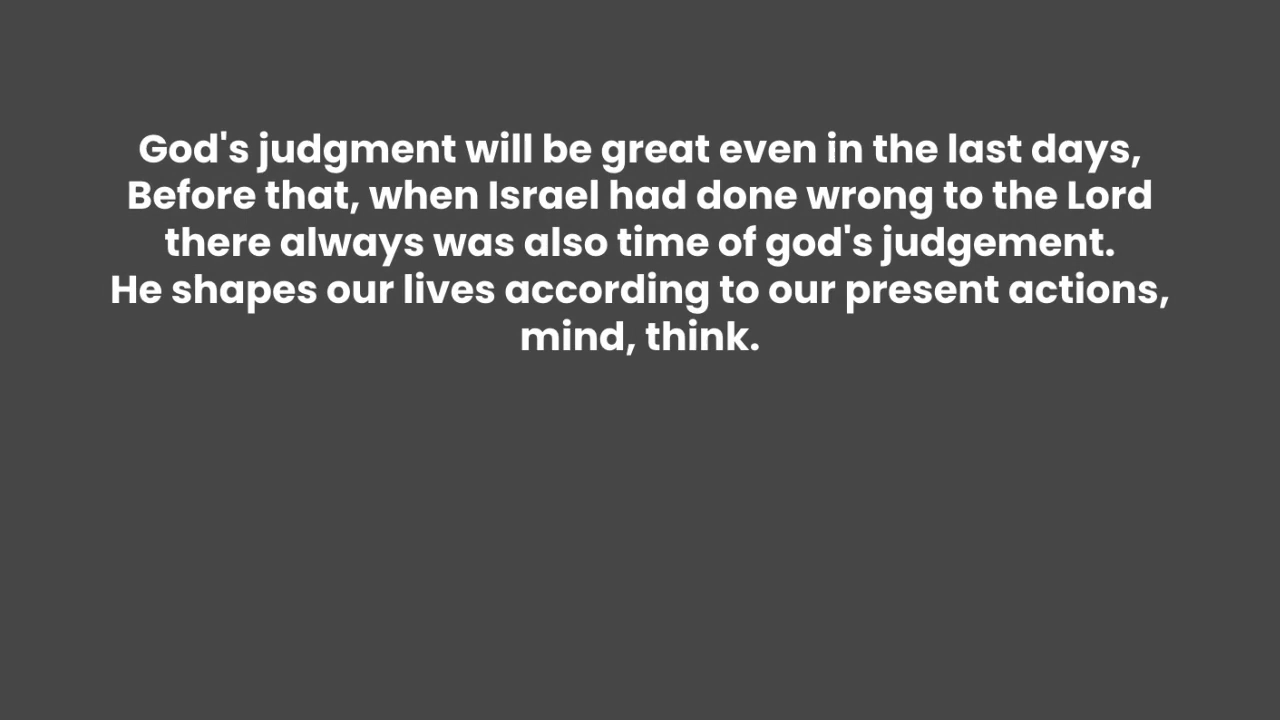 God's judgment will be great even in the last days,
Before that, when Israel had done wrong to the Lord
there always was also time of god's judgement.
He shapes our lives according to our present actions,
mind, think.